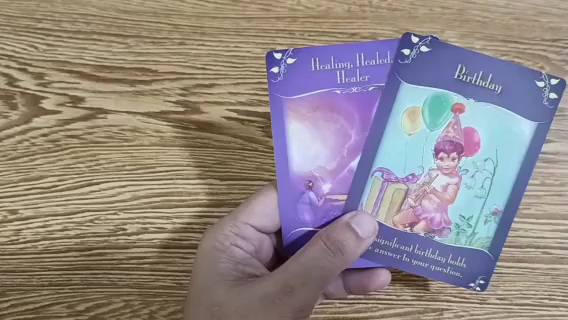 Healing, Healed,
Healer
Birthday
significant birthday holds
answer to your question.